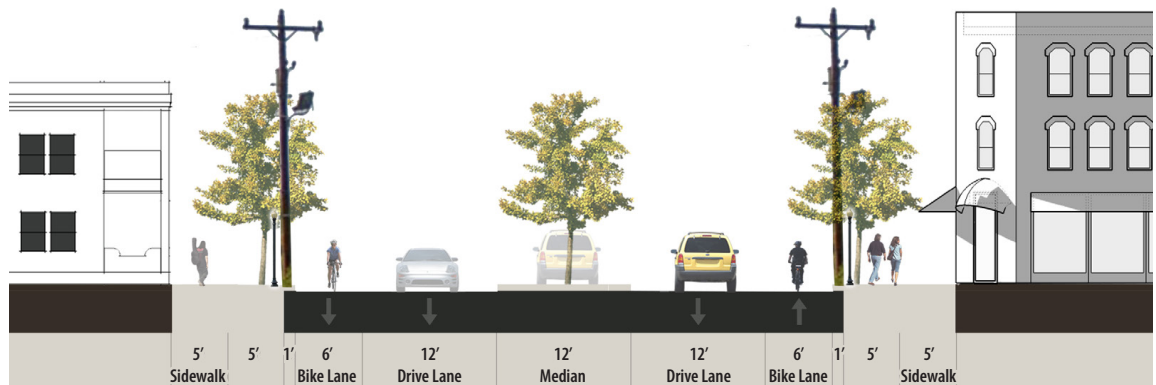 5’ 5’ 1’ 6’ 12’ 12’ 12’ 6’ 1’ 5’ 5’
Sidewalk Bike Lane Drive Lane Median Drive Lane Bike Lane Sidewalk